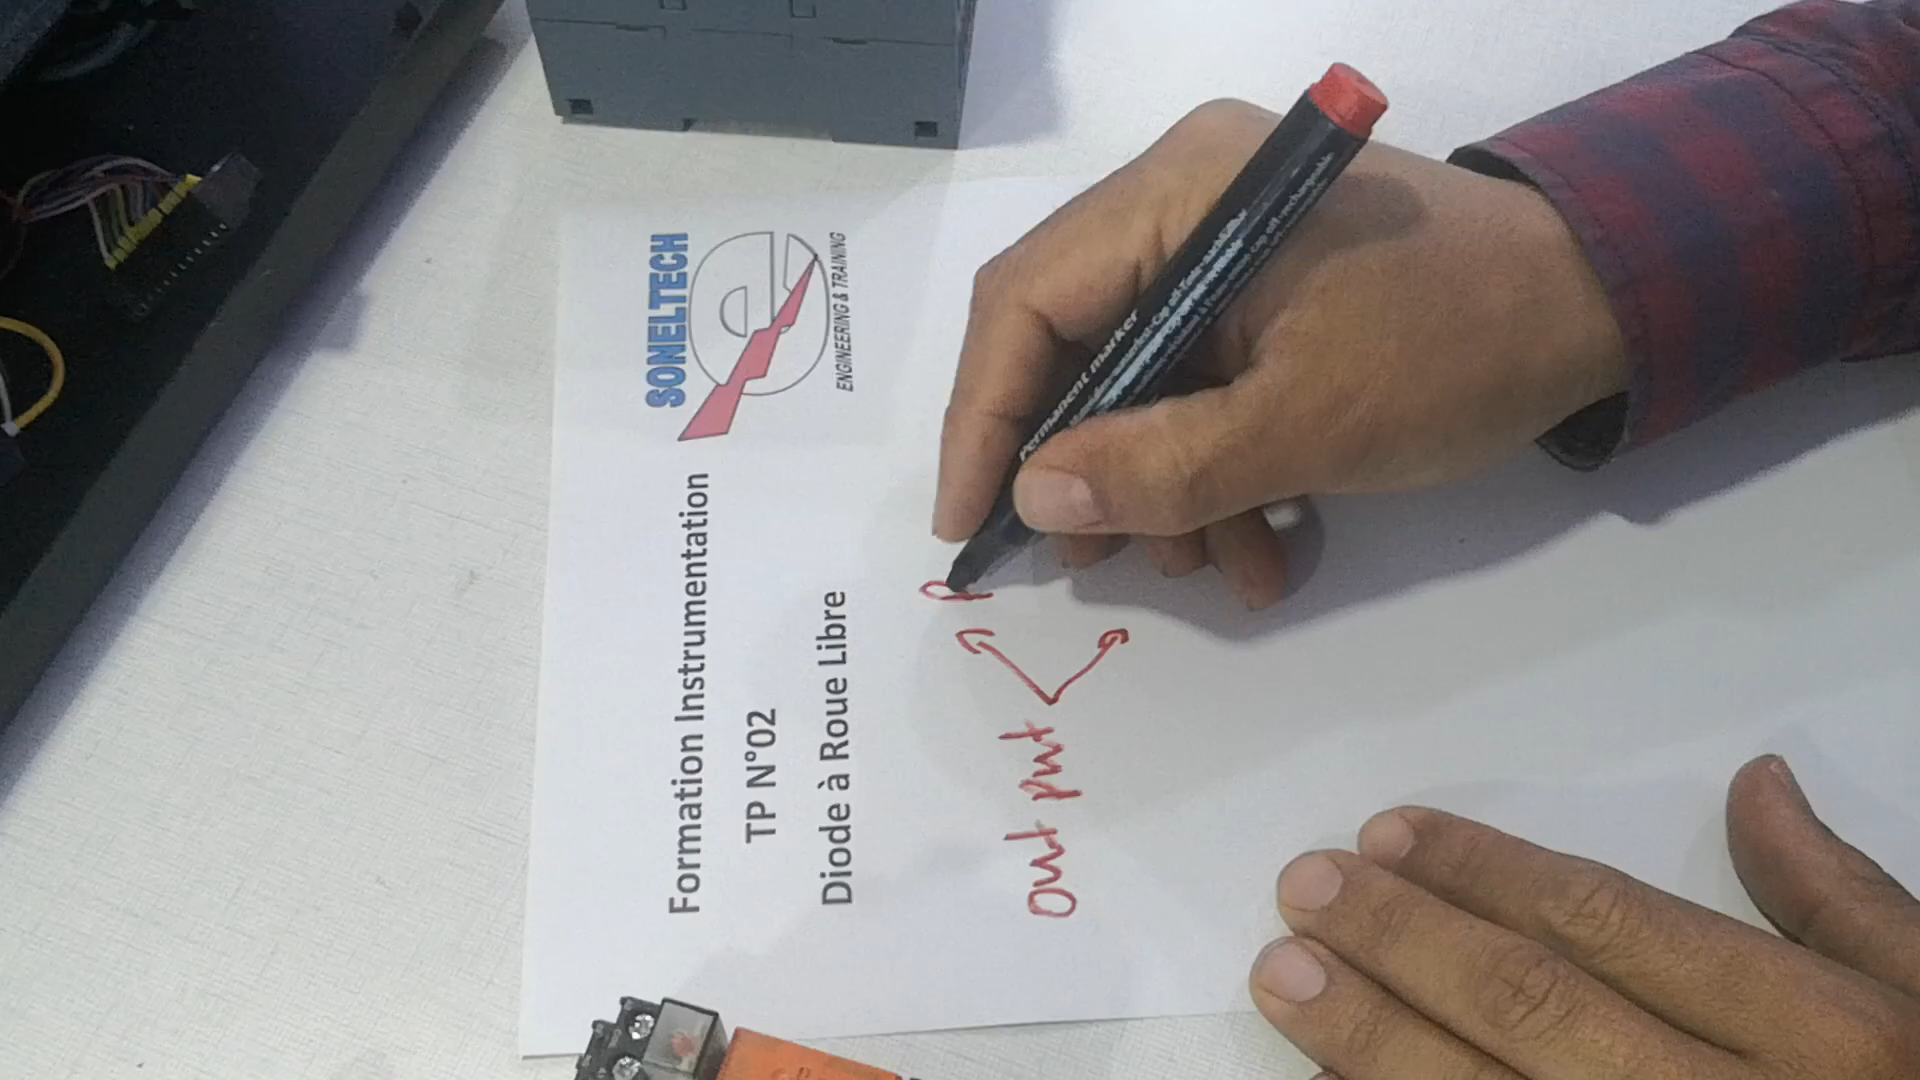 SONELTECH
ENGINEERING & TRAINING
Formation Instrumentation
TP N°02
Diode à Roue Libre
out put
Permanent marker